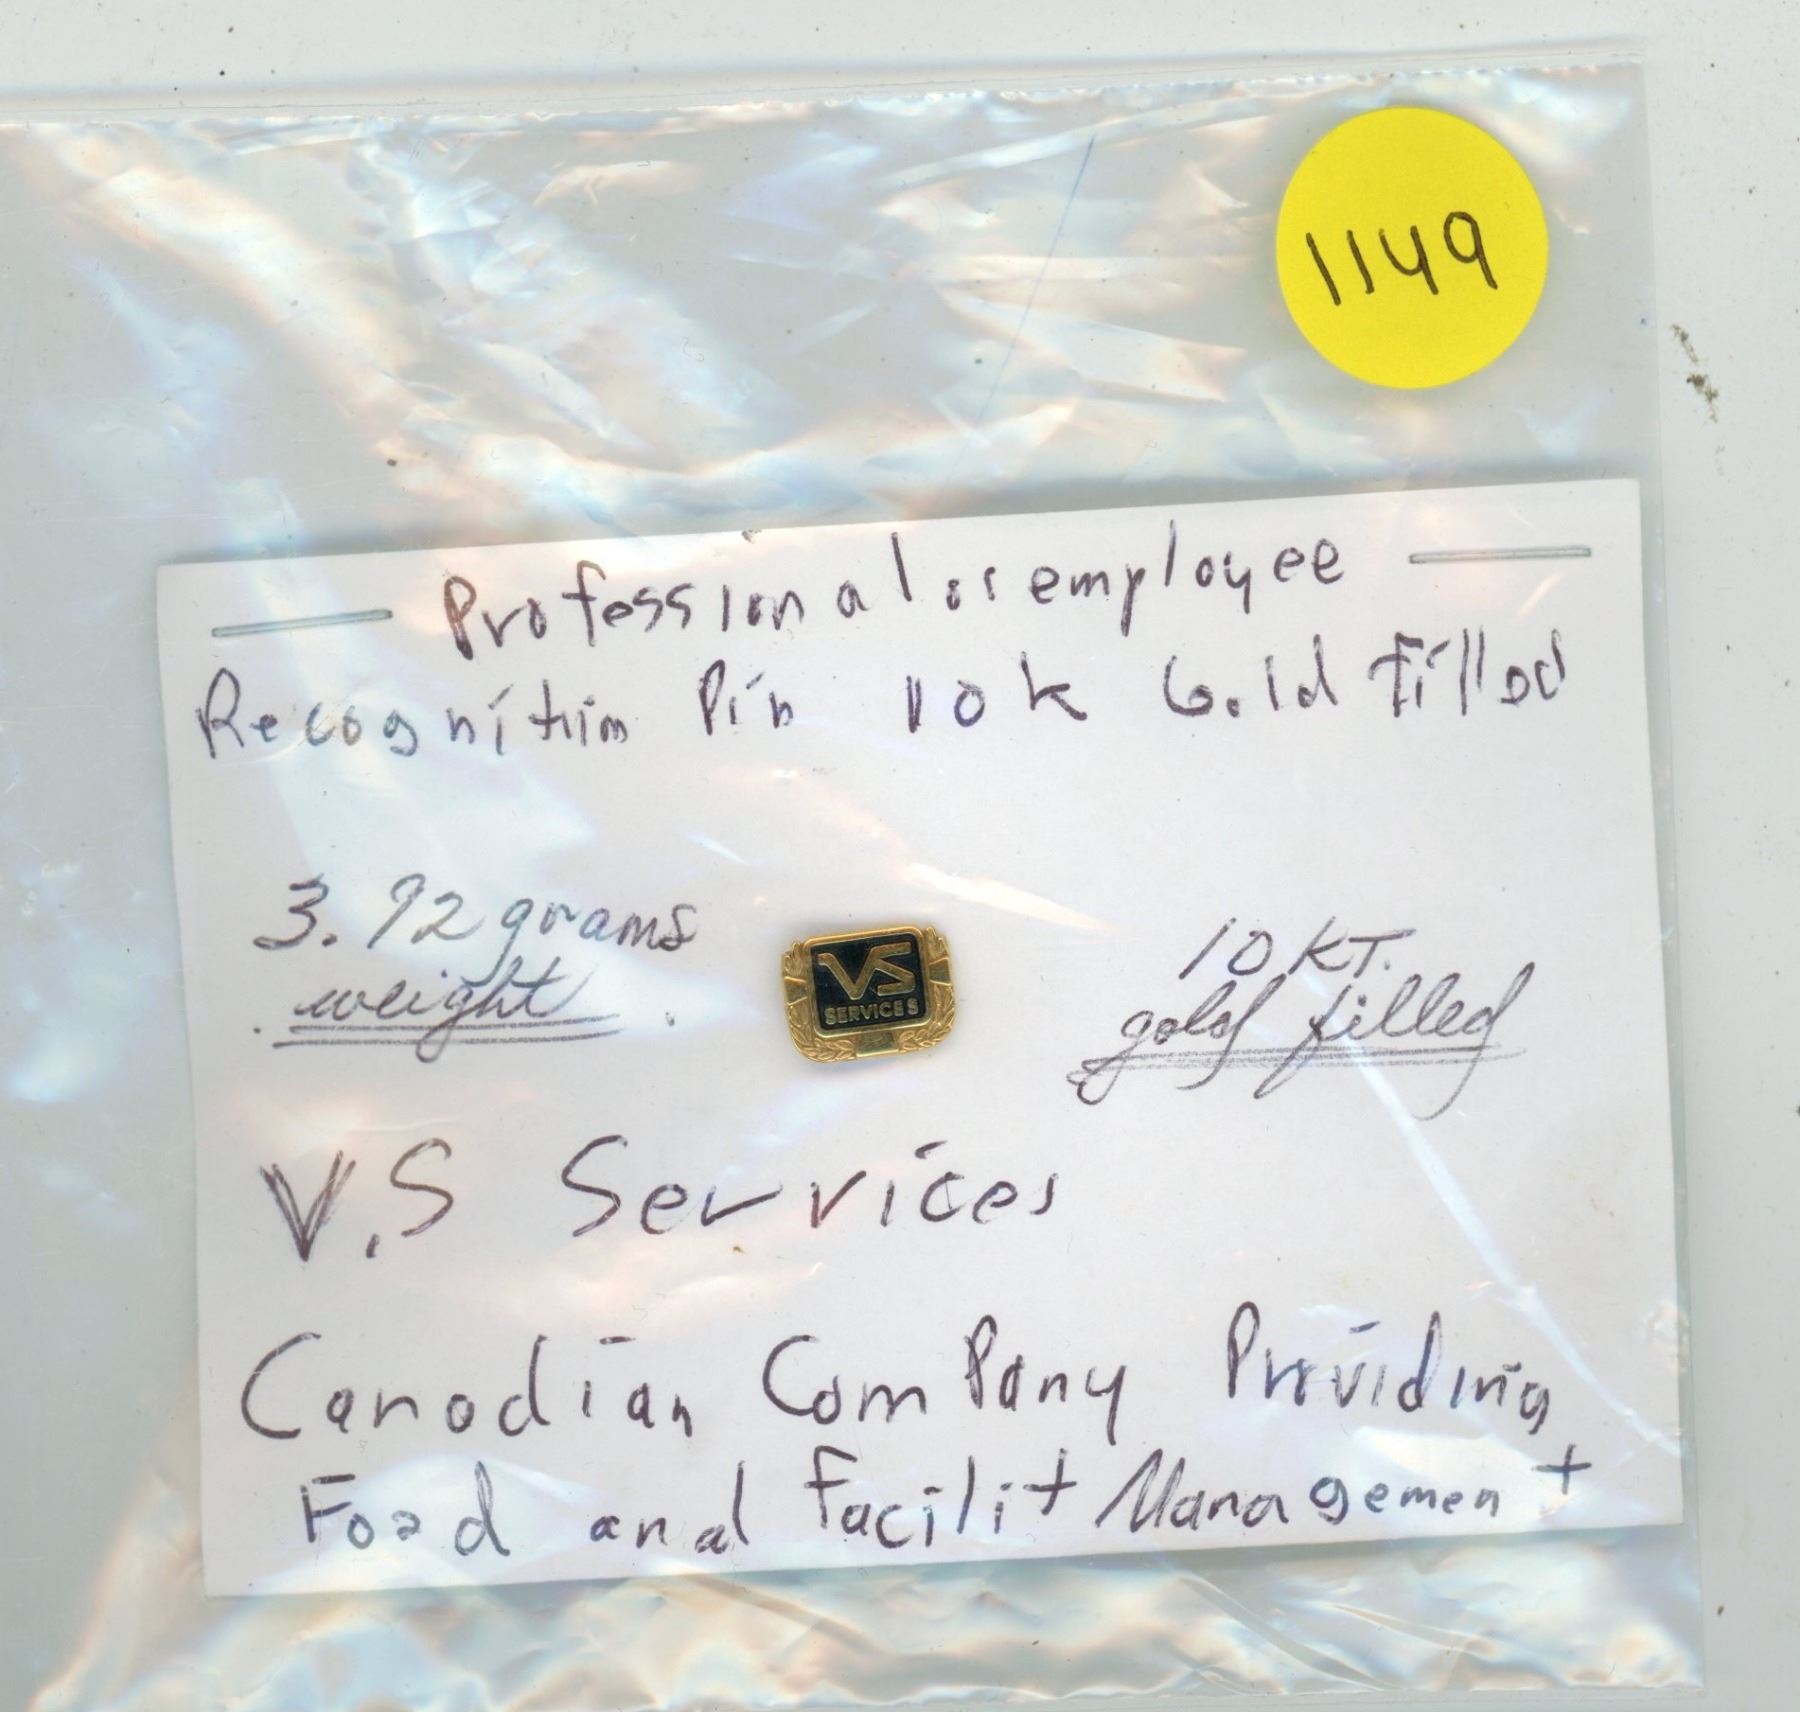 1149
Professional or employee
Recognition Pin 10k Gold filled
3.92 grams
weight
VS
SERVICES
10 KT.
gold filled
V.S Services
Canadian Company Providing
Food and facilit Management